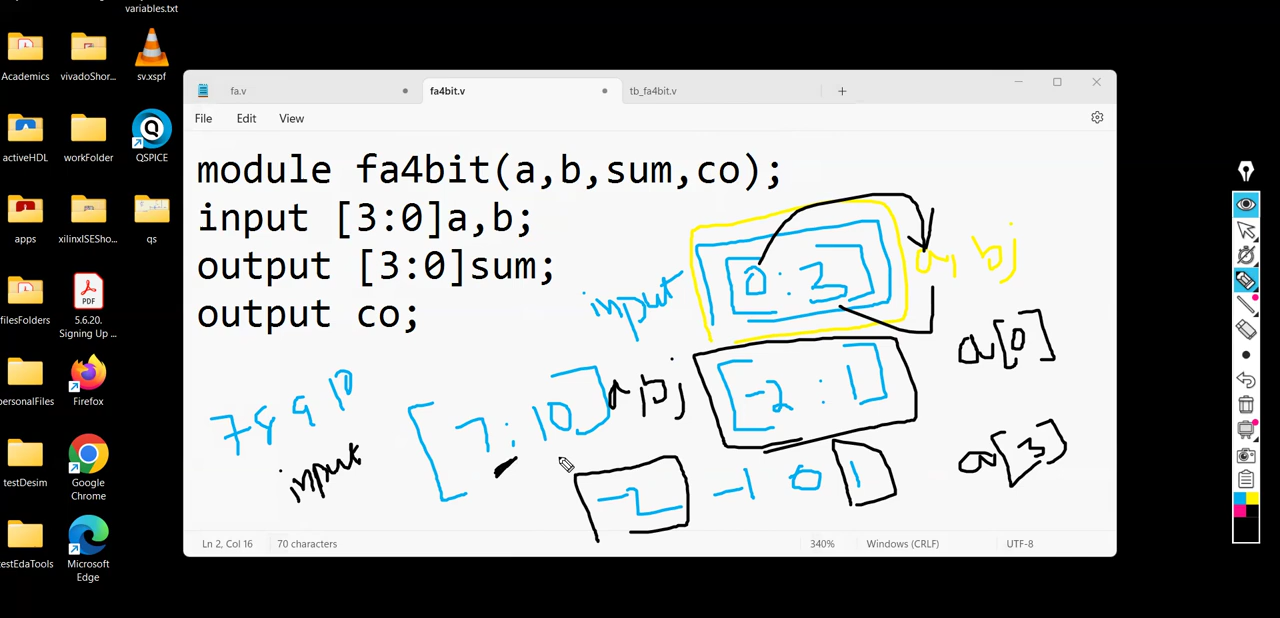 variables.txt
Academics
vivadoShor...
sv.xspf
activeHDL
workFolder
QSPICE
apps
xilinxISESho...
qs
filesFolders
5.6.20.
Signing Up ...
PDF
personalFiles
Firefox
testDesim
Google
Chrome
testEdaTools
Microsoft
Edge
fa.v
fa4bit.v
tb_fa4bit.v
File Edit View
module fa4bit(a,b,sum,co);
input [3:0]a,b;
output [3:0]sum;
output co;
input [0:3] a, b;
a[0]
[-2:1]
7 8 9 10
input [7:10] a, b;
a[3]
-2 -1 0 1
Ln 2, Col 16
70 characters
340%
Windows (CRLF)
UTF-8